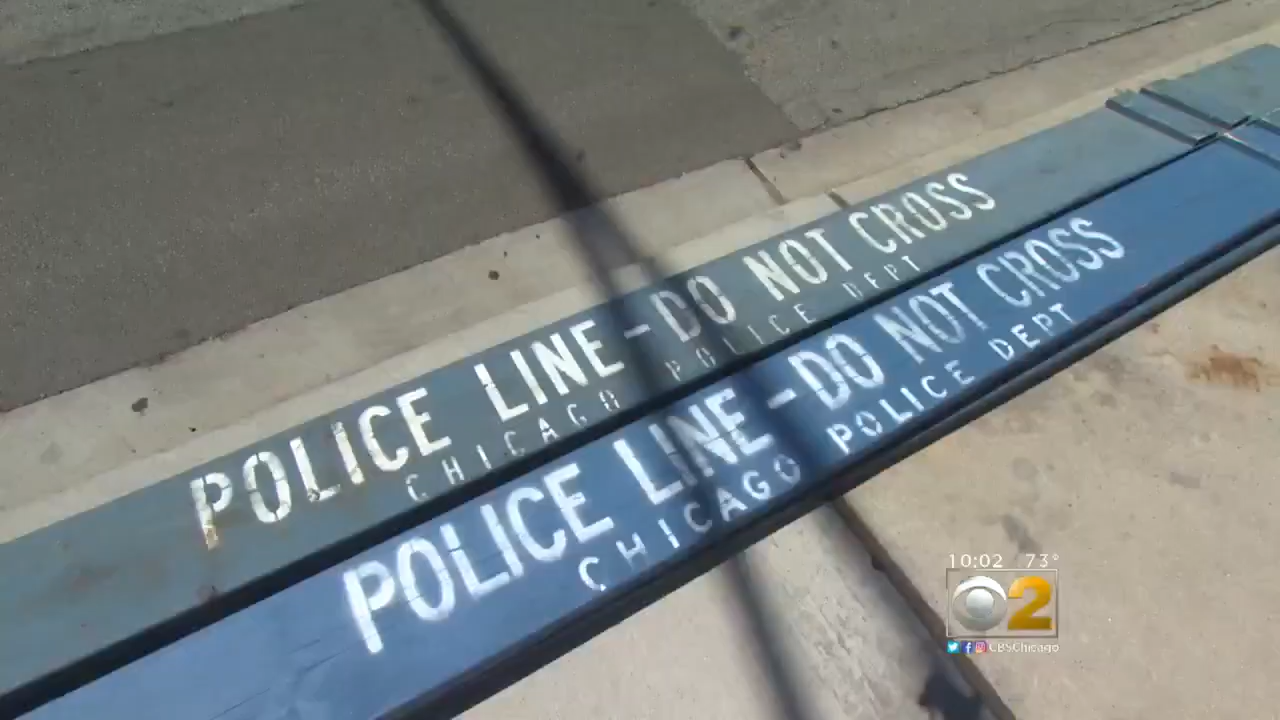 POLICE LINE-DO NOT CROSS
CHICAGO POLICE DEPT
POLICE LINE-DO NOT CROSS
CHICAGO POLICE DEPT
10:02 73°
2
CBSChicago